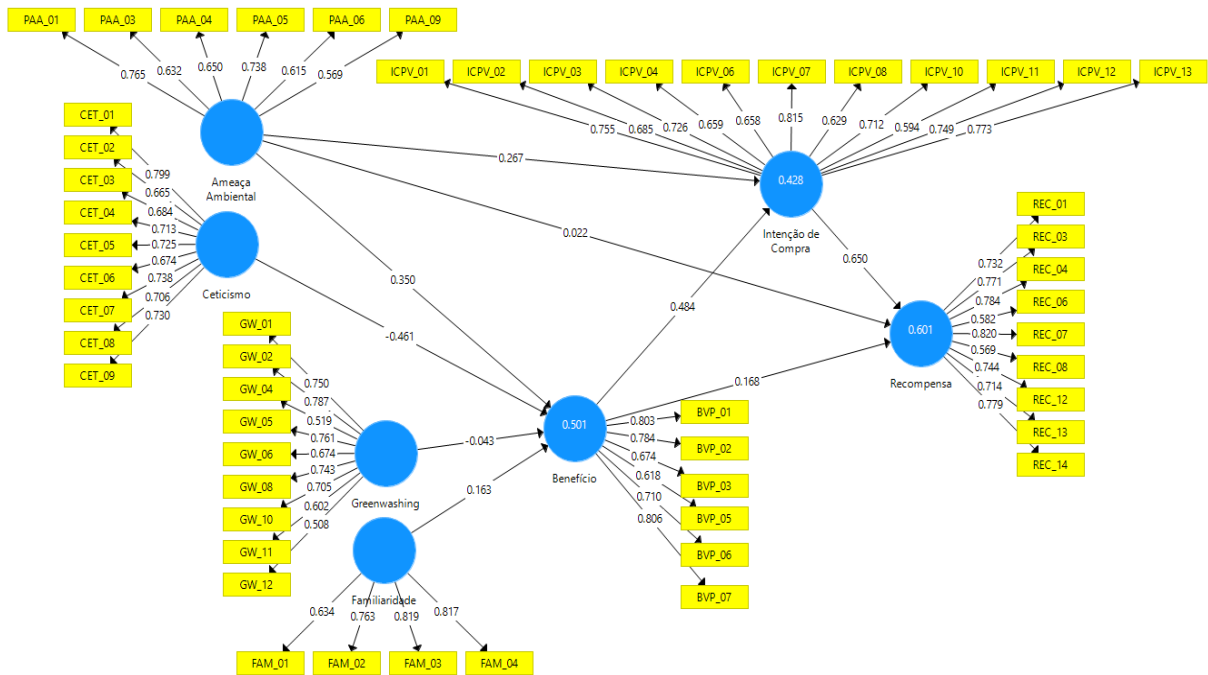 PAA_01 PAA_03 PAA_04 PAA_05 PAA_06 PAA_09
0.765 0.632 0.650 0.738 0.615 0.569
ICPV_01 ICPV_02 ICPV_03 ICPV_04 ICPV_06 ICPV_07 ICPV_08 ICPV_10 ICPV_11 ICPV_12 ICPV_13
0.755 0.685 0.726 0.659 0.658 0.815 0.629 0.712 0.594 0.749 0.773
CET_01
CET_02
CET_03
CET_04
CET_05
CET_06
CET_07
CET_08
CET_09
0.799
0.665
0.684
0.713
0.725
0.674
0.738
0.706
0.730
Ameaça
Ambiental
Ceticismo
0.267
0.022
0.350
-0.461
0.428
Intenção de
Compra
0.650
0.484
0.601
Recompensa
0.168
REC_01
REC_03
REC_04
REC_06
REC_07
REC_08
REC_12
REC_13
REC_14
0.732
0.771
0.784
0.582
0.820
0.569
0.744
0.714
0.779
GW_01
GW_02
GW_04
GW_05
GW_06
GW_08
GW_10
GW_11
GW_12
0.750
0.787
0.519
0.761
0.674
0.743
0.705
0.602
0.508
Greenwashing
-0.043
0.163
0.501
Benefício
BVP_01
BVP_02
BVP_03
BVP_05
BVP_06
BVP_07
0.803
0.784
0.674
0.618
0.710
0.806
Familiaridade
0.634 0.763 0.819 0.817
FAM_01 FAM_02 FAM_03 FAM_04